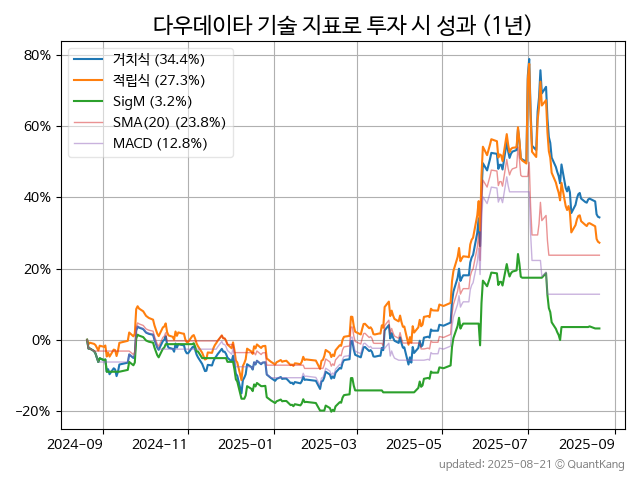 다우데이타 기술 지표로 투자 시 성과 (1년)
거치식 (34.4%)
적립식 (27.3%)
SigM (3.2%)
SMA(20) (23.8%)
MACD (12.8%)
80%
60%
40%
20%
0%
−20%
2024-09 2024-11 2025-01 2025-03 2025-05 2025-07 2025-09
updated: 2025-08-21 © QuantKang